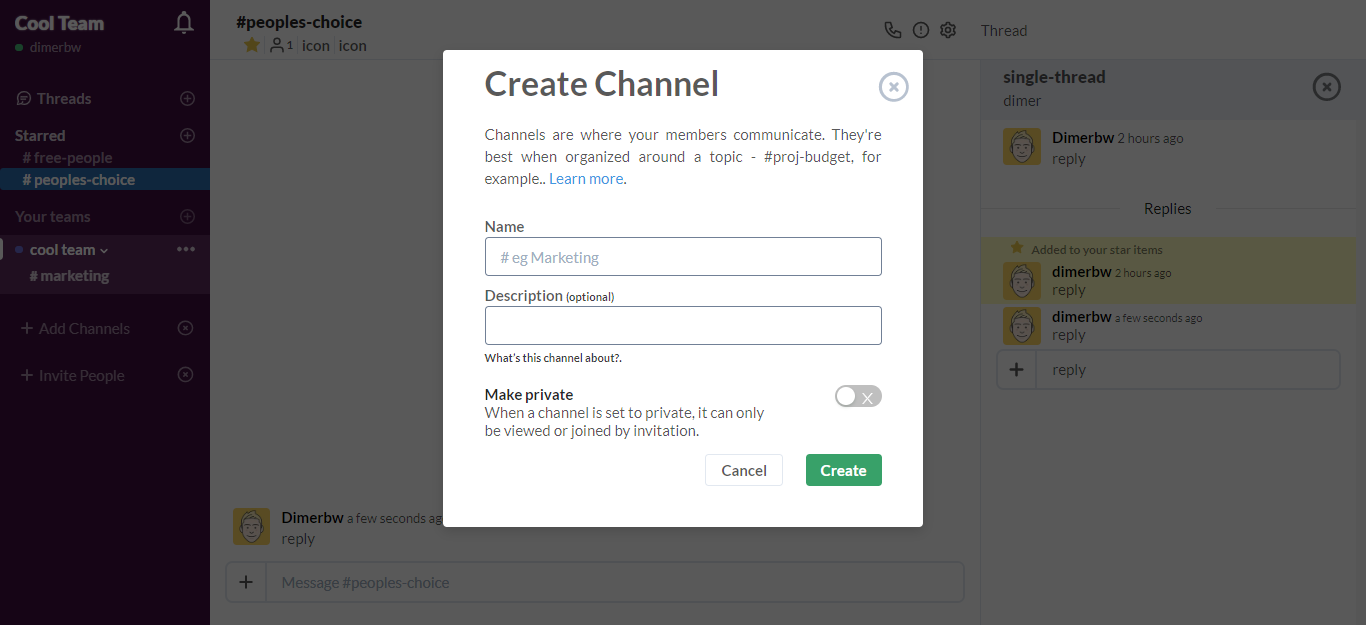 Cool Team
dimerbw
Threads
Starred
# free-people
# peoples-choice
Your teams
cool team
# marketing
+ Add Channels
+ Invite People
#peoples-choice
1 icon icon
Dimerbw a few seconds ag
reply
+ Message #peoples-choice
Create Channel
Channels are where your members communicate. They're
best when organized around a topic - #proj-budget, for
example.. Learn more.
Name
# eg Marketing
Description (optional)
What's this channel about?.
Make private
When a channel is set to private, it can only
be viewed or joined by invitation.
Cancel Create
Thread
single-thread
dimer
Dimerbw 2 hours ago
reply
Replies
Added to your star items
dimerbw 2 hours ago
reply
dimerbw a few seconds ago
reply
+ reply